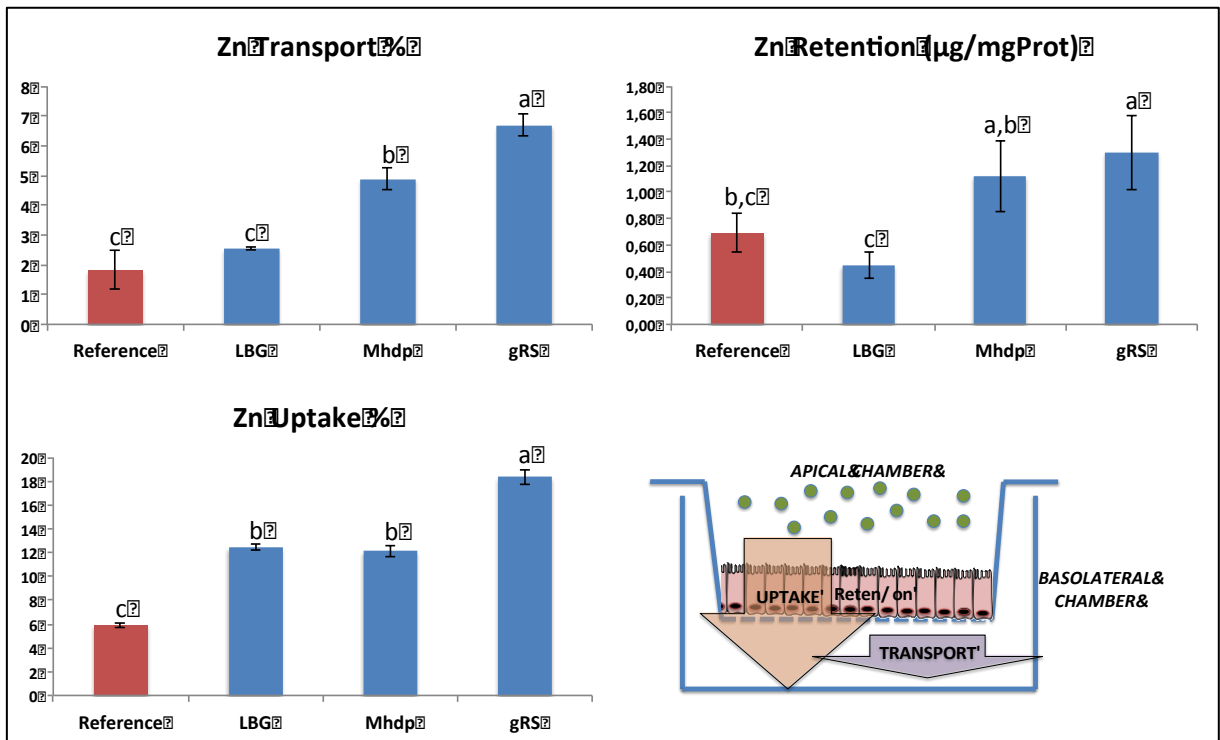 Zn Transport %
8
7
6
5
4
3
2
1
0
c
c
b
a
Reference
LBG
Mhdp
gRS
Zn Retention (µg/mgProt)
1,80
1,60
1,40
1,20
1,00
0,80
0,60
0,40
0,20
0,00
b,c
c
a,b
a
Reference
LBG
Mhdp
gRS
Zn Uptake %
20
18
16
14
12
10
8
6
4
2
0
c
b
b
a
Reference
LBG
Mhdp
gRS
APICAL&CHAMBER&
BASOLATERAL&
CHAMBER&
UPTAKE'
Reten/on'
TRANSPORT'